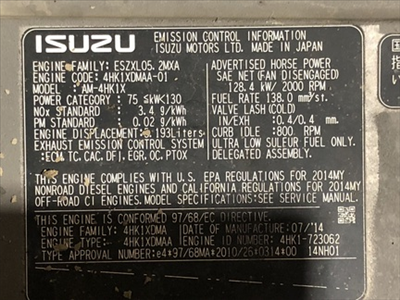 ISUZU
EMISSION CONTROL INFORMATION
ISUZU MOTORS LTD. MADE IN JAPAN
ENGINE FAMILY: ESZXL05.2MXA
ENGINE TYPE: 4HK1XDMAA-01
MODEL: AM-4HK1X
POWER CATEGORY: 75≤kW<130
NOx STANDARD: 3.4 g/kWh
PM STANDARD: 0.02 g/kWh
ENGINE DISPLACEMENT: 5.193Liters
EXHAUST EMISSION CONTROL SYSTEM
:ECM TC. CAC. DFI. EGR. OC. PTOX
ADVERTISED HORSE POWER
SAE NET(FAN DISENGAGED)
128.4 kW/ 2000 RPM
FUEL RATE 138.0 mm³/st.
VALVE LASH(COLD)
IN/EXH : 0.4/0.4 mm
CURB IDLE : 800 RPM
ULTRA LOW SULFUR FUEL ONLY
THIS ENGINE COMPLIES WITH U.S. EPA REGULATIONS FOR 2014MY
NONROAD DIESEL ENGINES AND CALIFORNIA REGULATIONS FOR 2014MY
OFF-ROAD CI ENGINES. MODEL/SPECIFICATIONS:SEE SERVICE MANUAL.
THIS ENGINE IS CONFORMED 97/68/EC DIRECTIVE.
ENGINE FAMILY: 4HK1XDMA DATE OF MANUFACTURE: 07/'14
ENGINE TYPE: 4HK1XDMAA ENGINE ID NUMBER: 4HK1-723062
TYPE APPROVAL NUMBER: e4*97/68MA*2010/26*0314*00 14NH01
国
指
い